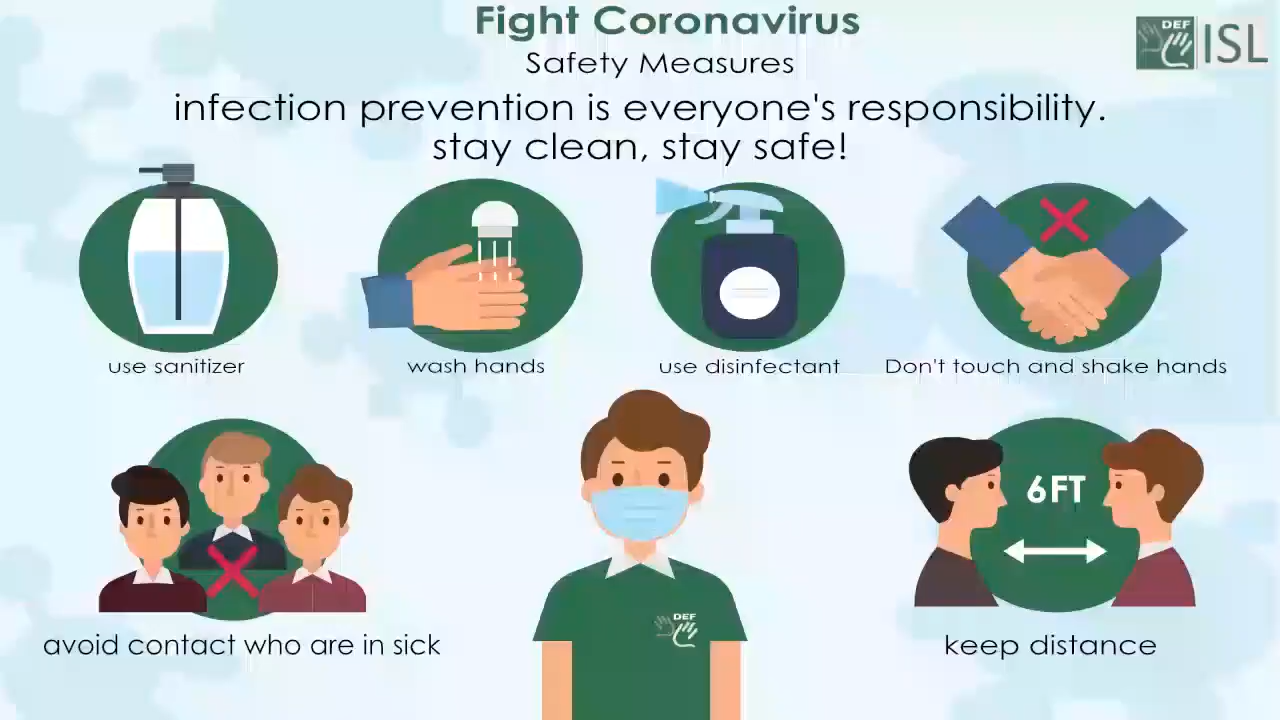 Fight Coronavirus
DEF
ISL
Safety Measures
infection prevention is everyone's responsibility.
stay clean, stay safe!
use sanitizer
wash hands
use disinfectant
Don't touch and shake hands
6FT
DEF
avoid contact who are in sick
keep distance